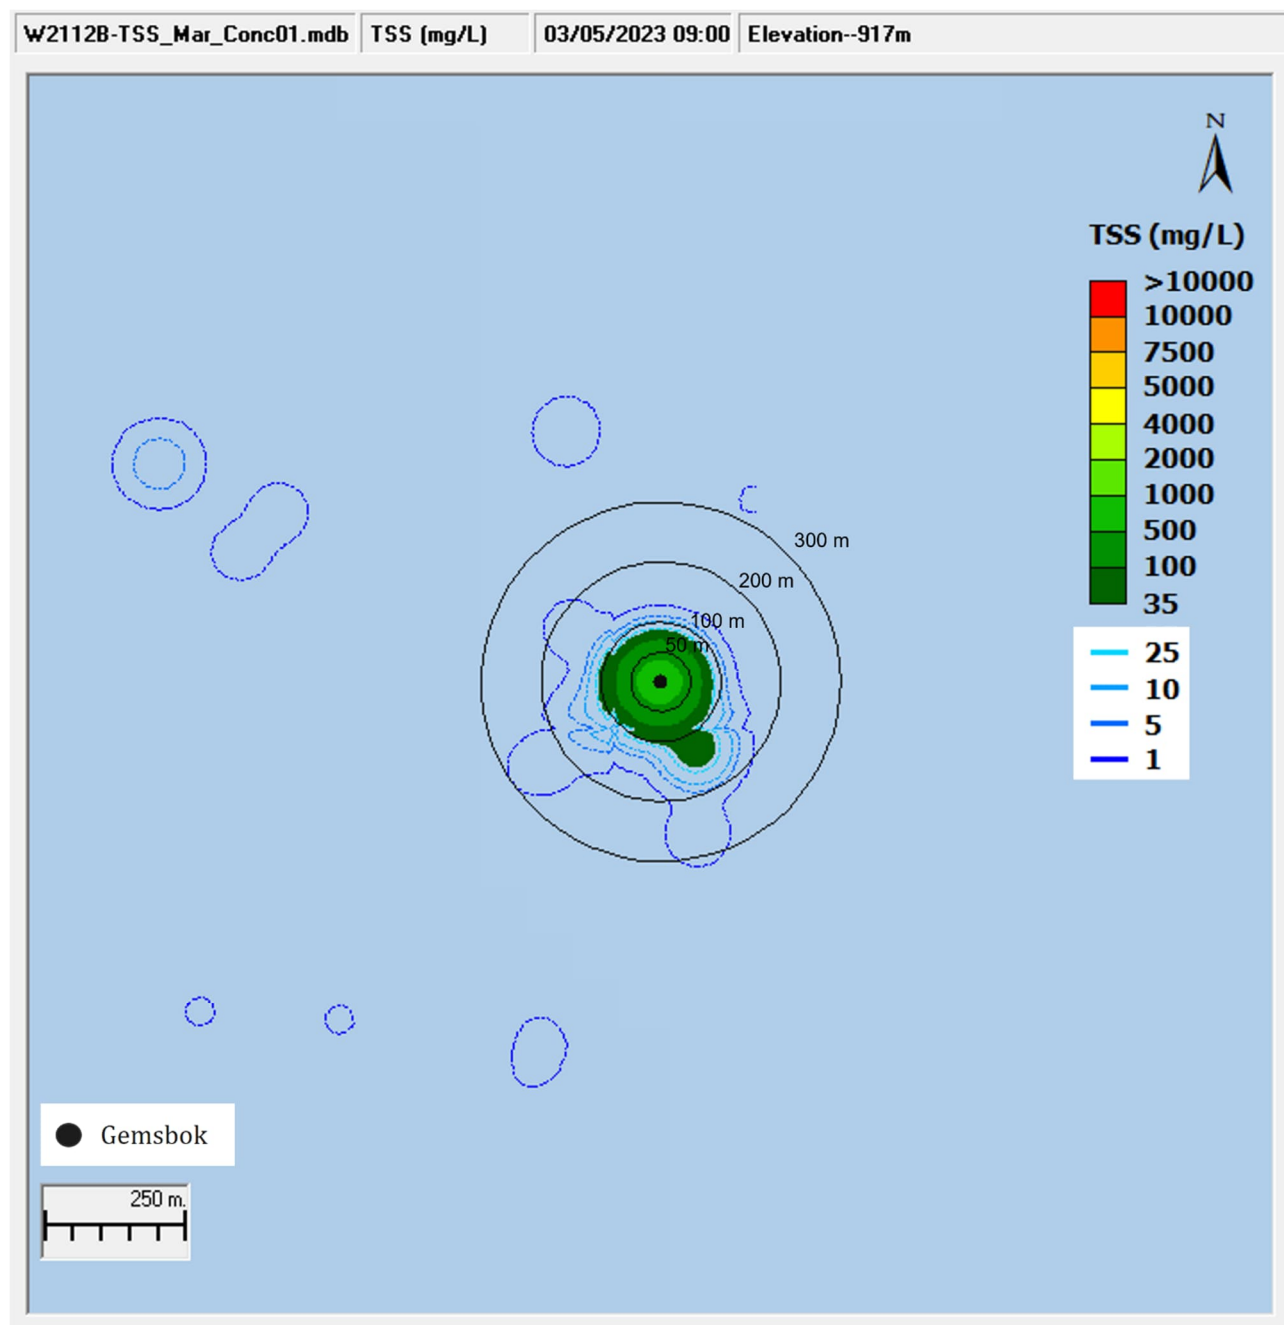 W2112B-TSS_Mar_Conc01.mdb TSS (mg/L) 03/05/2023 09:00 Elevation--917m
N
TSS (mg/L)
>10000
10000
7500
5000
4000
2000
1000
500
100
35
25
10
5
1
300 m
200 m
100 m
50 m
Gemsbok
250 m.